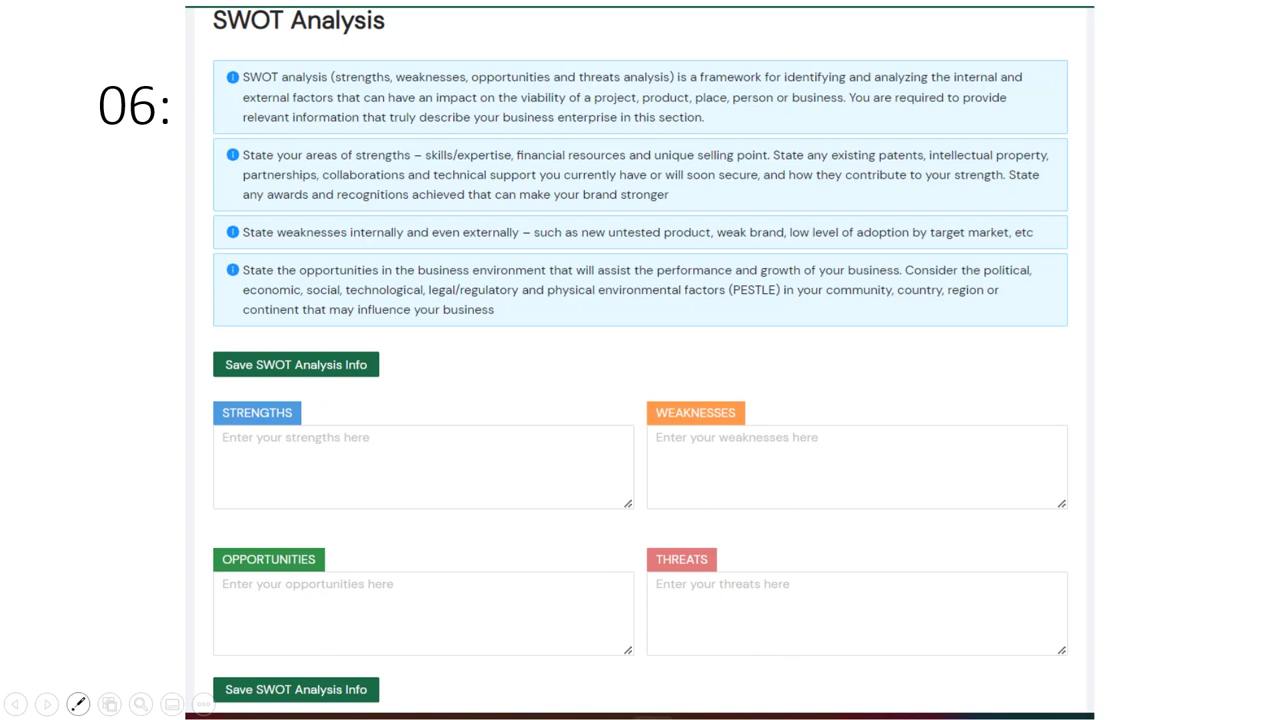 SWOT Analysis
06:
SWOT analysis (strengths, weaknesses, opportunities and threats analysis) is a framework for identifying and analyzing the internal and
external factors that can have an impact on the viability of a project, product, place, person or business. You are required to provide
relevant information that truly describe your business enterprise in this section.
State your areas of strengths – skills/expertise, financial resources and unique selling point. State any existing patents, intellectual property,
partnerships, collaborations and technical support you currently have or will soon secure, and how they contribute to your strength. State
any awards and recognitions achieved that can make your brand stronger
State weaknesses internally and even externally – such as new untested product, weak brand, low level of adoption by target market, etc
State the opportunities in the business environment that will assist the performance and growth of your business. Consider the political,
economic, social, technological, legal/regulatory and physical environmental factors (PESTLE) in your community, country, region or
continent that may influence your business
Save SWOT Analysis Info
STRENGTHS
Enter your strengths here
WEAKNESSES
Enter your weaknesses here
OPPORTUNITIES
Enter your opportunities here
THREATS
Enter your threats here
Save SWOT Analysis Info